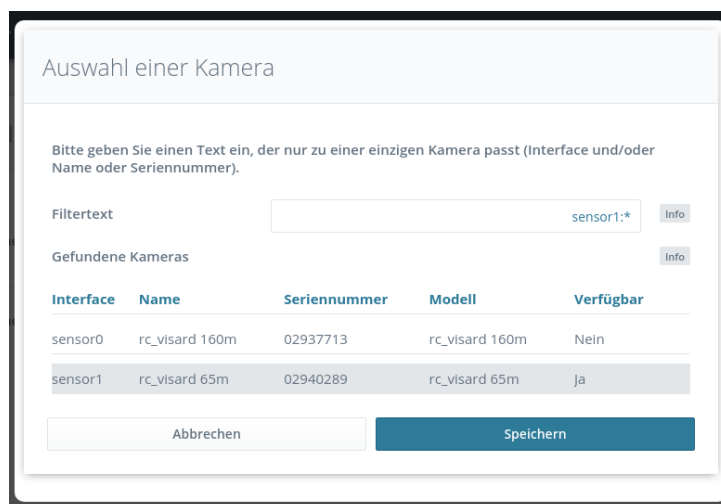 Auswahl einer Kamera
Bitte geben Sie einen Text ein, der nur zu einer einzigen Kamera passt (Interface und/oder
Name oder Seriennummer).
Filtertext sensor1:* Info
Gefundene Kameras Info
Interface Name Seriennummer Modell Verfügbar
sensor0 rc_visard 160m 02937713 rc_visard 160m Nein
sensor1 rc_visard 65m 02940289 rc_visard 65m Ja
Abbrechen Speichern